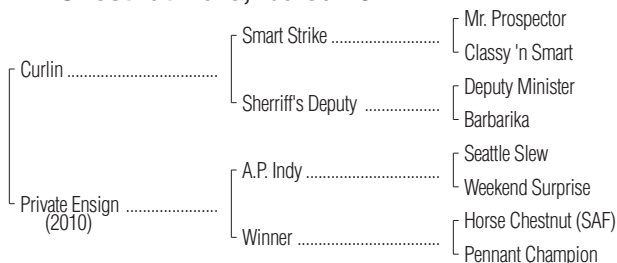 Mr. Prospector
Smart Strike ....................
Classy 'n Smart
Curlin ............................
Deputy Minister
Sherriff's Deputy ..............
Barbarika
Seattle Slew
A.P. Indy .........................
Weekend Surprise
Private Ensign .................
(2010)
Horse Chestnut (SAF)
Winner ...........................
Pennant Champion